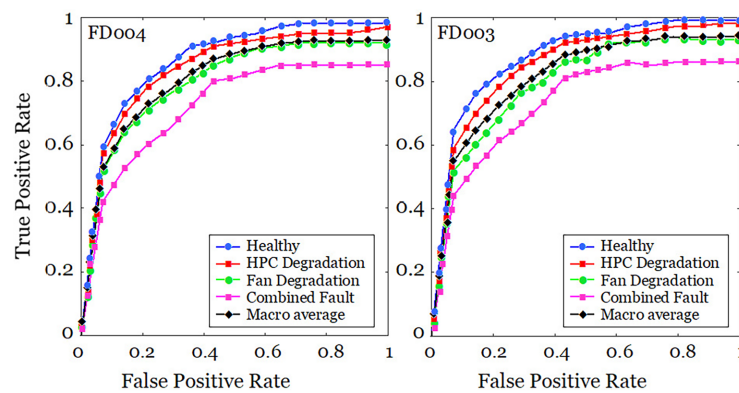 FD004
True Positive Rate
1
0.8
0.6
0.4
0.2
0
0
0.2
0.4
0.6
0.8
1
False Positive Rate
Healthy
HPC Degradation
Fan Degradation
Combined Fault
Macro average
FD003
1
0.8
0.6
0.4
0.2
0
0
0.2
0.4
0.6
0.8
1
False Positive Rate
Healthy
HPC Degradation
Fan Degradation
Combined Fault
Macro average